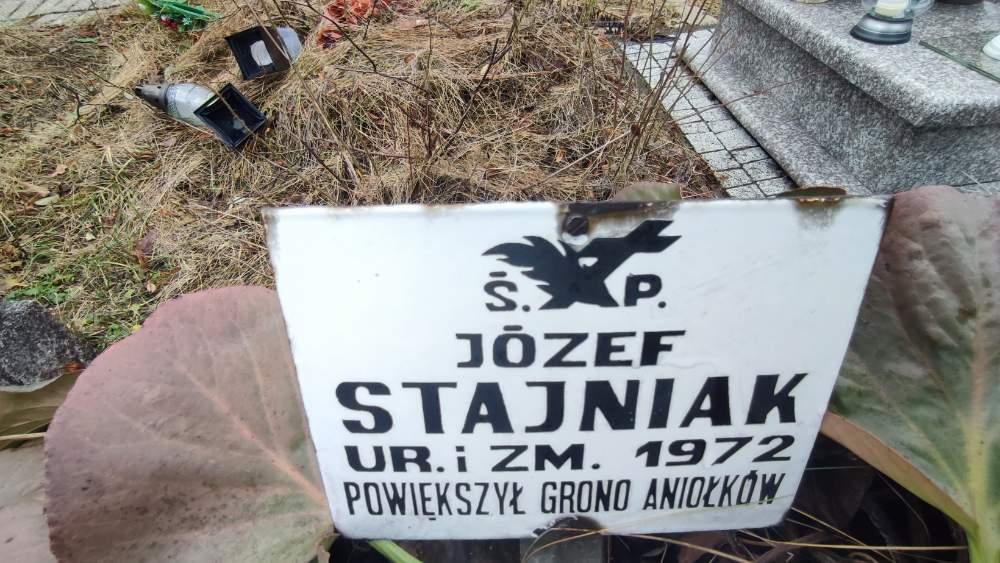 Ś. P.
JÓZEF
STAJNIAK
UR. i ZM. 1972
POWIĘKSZYŁ GRONO ANIOŁKÓW